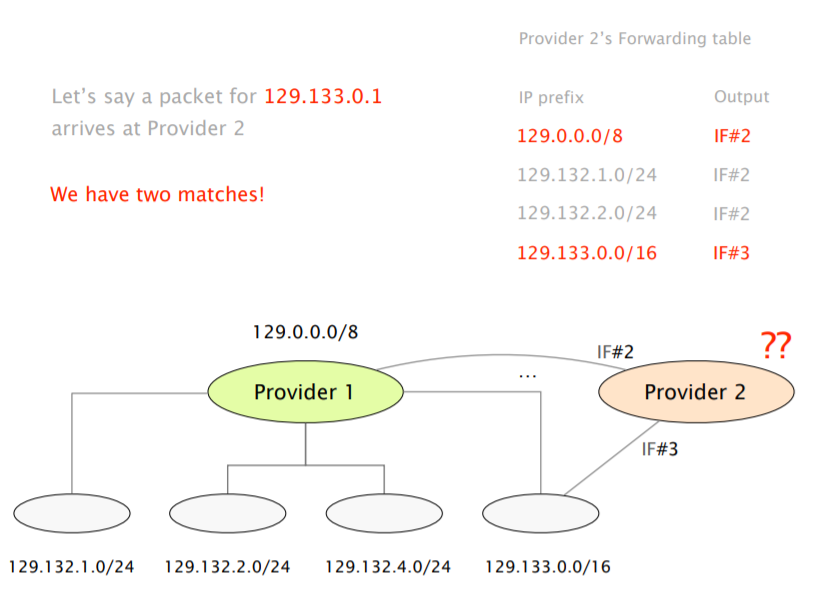 Provider 2's Forwarding table
Let's say a packet for 129.133.0.1
arrives at Provider 2
We have two matches!
IP prefix Output
129.0.0.0/8 IF#2
129.132.1.0/24 IF#2
129.132.2.0/24 IF#2
129.133.0.0/16 IF#3
129.0.0.0/8
??
IF#2
...
Provider 1
Provider 2
IF#3
129.132.1.0/24
129.132.2.0/24
129.132.4.0/24
129.133.0.0/16